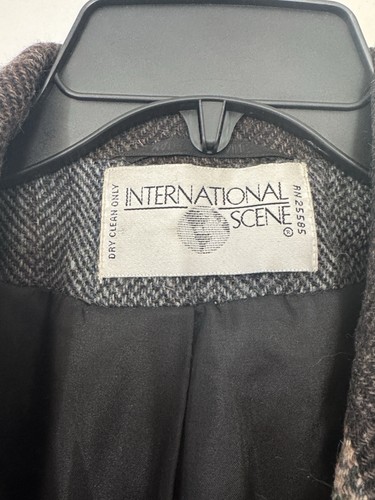 DRY CLEAN ONLY
INTERNATIONAL
SCENE®
RN 25585